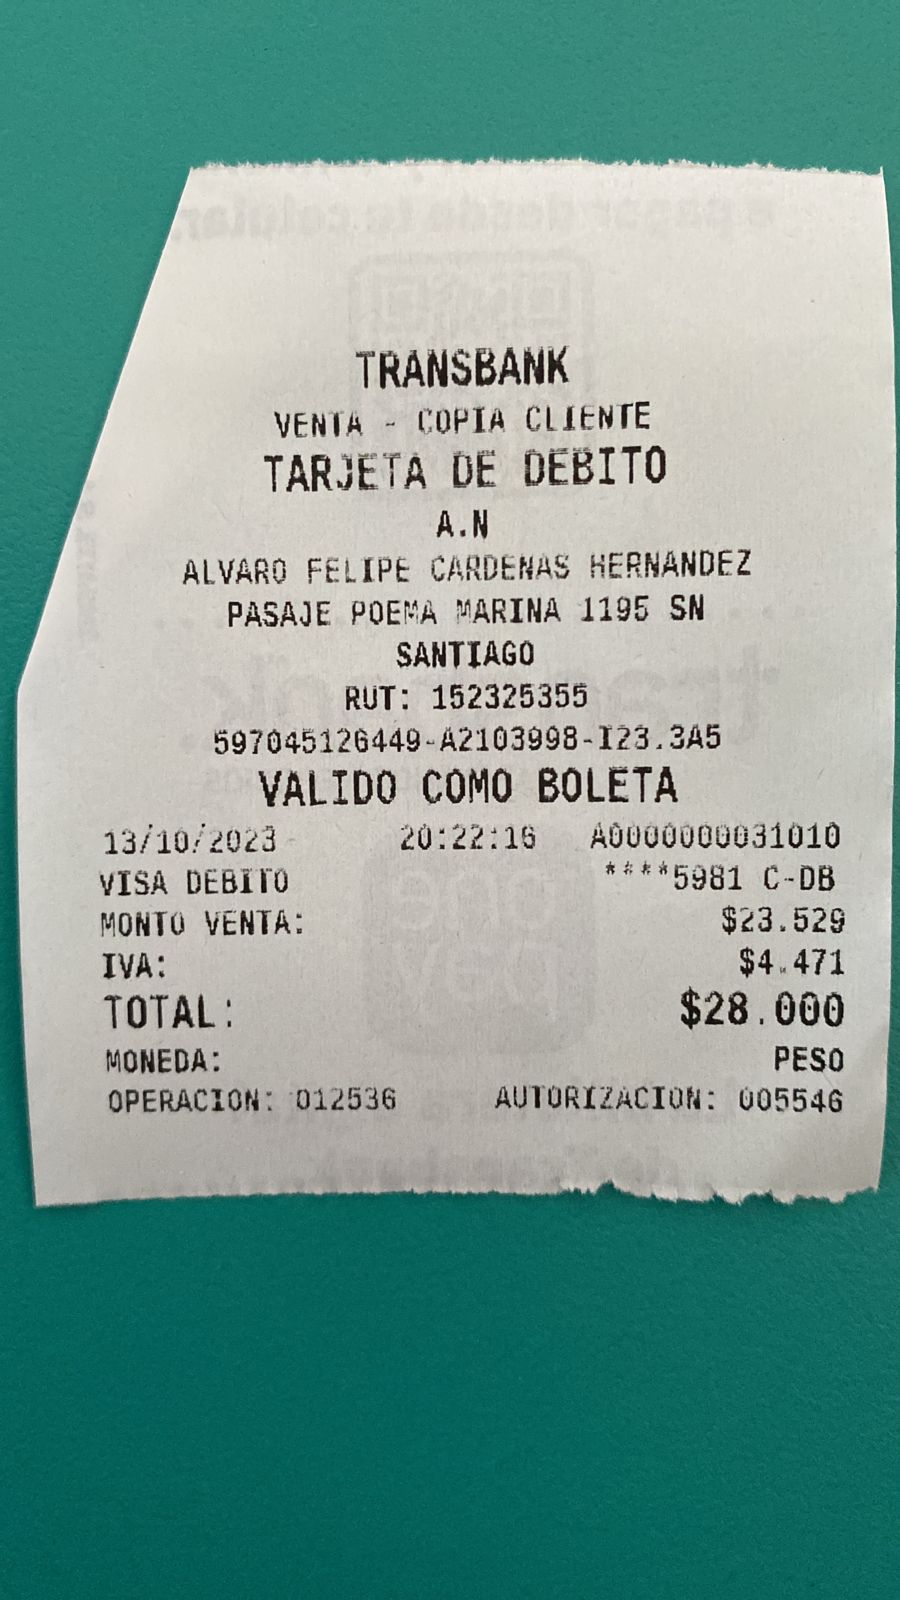 TRANSBANK
VENTA - COPIA CLIENTE
TARJETA DE DEBITO
A.N
ALVARO FELIPE CARDENAS HERNANDEZ
PASAJE POEMA MARINA 1195 SN
SANTIAGO
RUT: 152325355
597045126449-A2103998-I23.3A5
VALIDO COMO BOLETA
13/10/2023 20:22:16 A0000000031010
VISA DEBITO ****5981 C-DB
MONTO VENTA: $23.529
IVA: $4.471
TOTAL: $28.000
MONEDA: PESO
OPERACION: 012536 AUTORIZACION: 005546